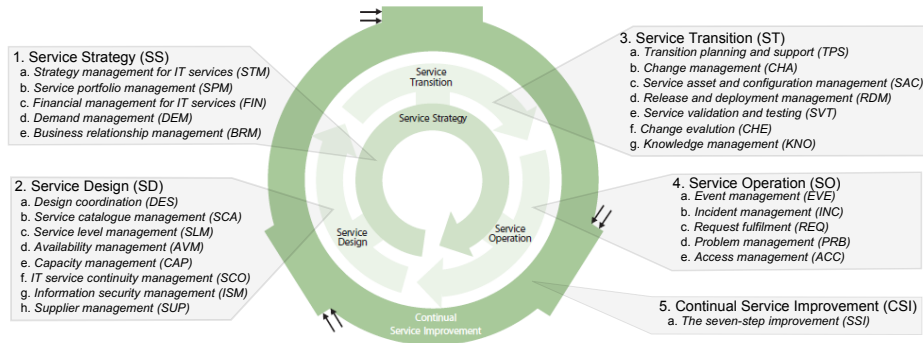 1. Service Strategy (SS)
a. Strategy management for IT services (STM)
b. Service portfolio management (SPM)
c. Financial management for IT services (FIN)
d. Demand management (DEM)
e. Business relationship management (BRM)
2. Service Design (SD)
a. Design coordination (DES)
b. Service catalogue management (SCA)
c. Service level management (SLM)
d. Availability management (AVM)
e. Capacity management (CAP)
f. IT service continuity management (SCO)
g. Information security management (ISM)
h. Supplier management (SUP)
Service
Transition
Service Strategy
Service
Design
Service
Operation
Continual
Service Improvement
3. Service Transition (ST)
a. Transition planning and support (TPS)
b. Change management (CHA)
c. Service asset and configuration management (SAC)
d. Release and deployment management (RDM)
e. Service validation and testing (SVT)
f. Change evalution (CHE)
g. Knowledge management (KNO)
4. Service Operation (SO)
a. Event management (EVE)
b. Incident management (INC)
c. Request fulfilment (REQ)
d. Problem management (PRB)
e. Access management (ACC)
5. Continual Service Improvement (CSI)
a. The seven-step improvement (SSI)